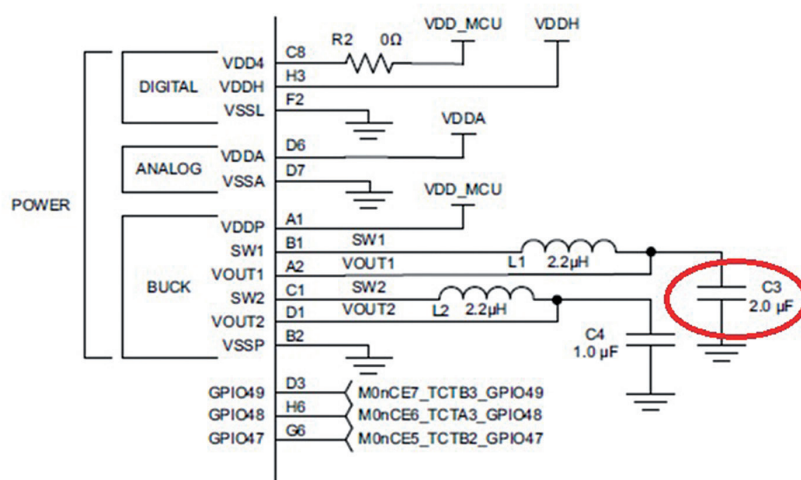 R2 0Ω VDD_MCU VDDH
C8
VDD4
H3
DIGITAL VDDH
F2
VSSL
VDDA
D6
VDDA
ANALOG D7
VSSA
POWER
VDD_MCU
A1
VDDP
B1 SW1
SW1
L1 2.2µH
A2 VOUT1
VOUT1
C3
2.0 µF
BUCK C1 SW2
SW2
D1 VOUT2 L2 2.2µH
VOUT2
C4
1.0 µF
B2
VSSP
D3
GPIO49 M0nCE7_TCTB3_GPIO49
H6
GPIO48 M0nCE6_TCTA3_GPIO48
G6
GPIO47 M0nCE5_TCTB2_GPIO47